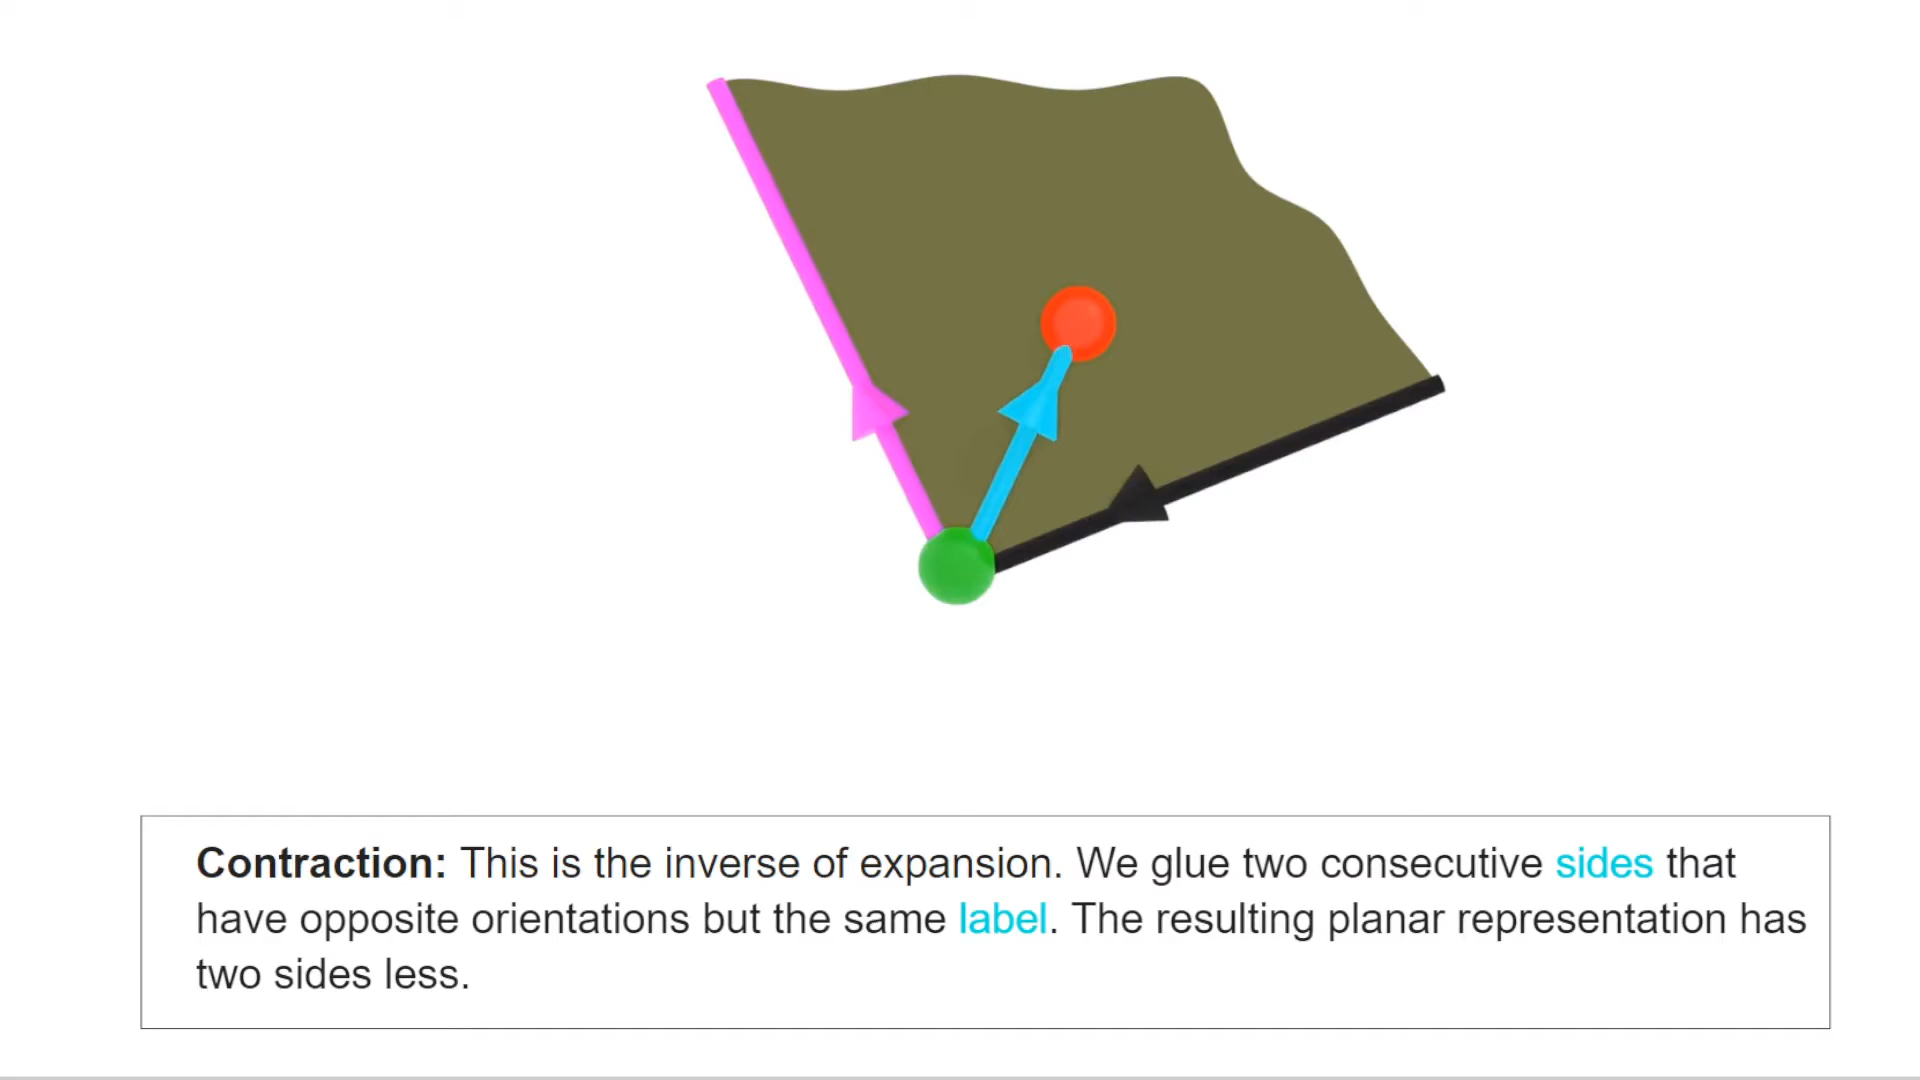 Contraction: This is the inverse of expansion. We glue two consecutive sides that
have opposite orientations but the same label. The resulting planar representation has
two sides less.